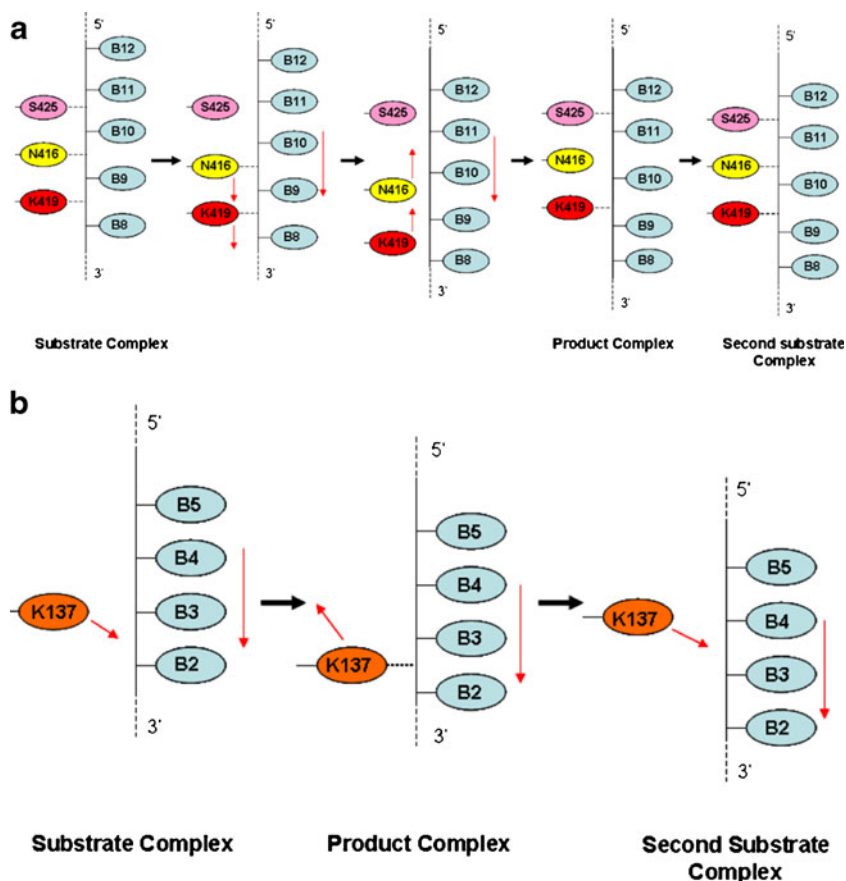 a
5'
B12
B11
S425
B10
N416
B9
K419
B8
3'
Substrate Complex
5'
B12
B11
S425
B10
N416
B9
K419
B8
3'
5'
B12
S425
B11
B10
N416
B9
K419
B8
3'
5'
B12
S425
B11
N416
B10
K419
B9
B8
3'
Product Complex
5'
B12
S425
B11
N416
B10
K419
B9
B8
3'
Second substrate
Complex
b
5'
B5
B4
K137
B3
B2
3'
Substrate Complex
5'
B5
B4
B3
K137
B2
3'
Product Complex
5'
B5
K137
B4
B3
B2
3'
Second Substrate
Complex